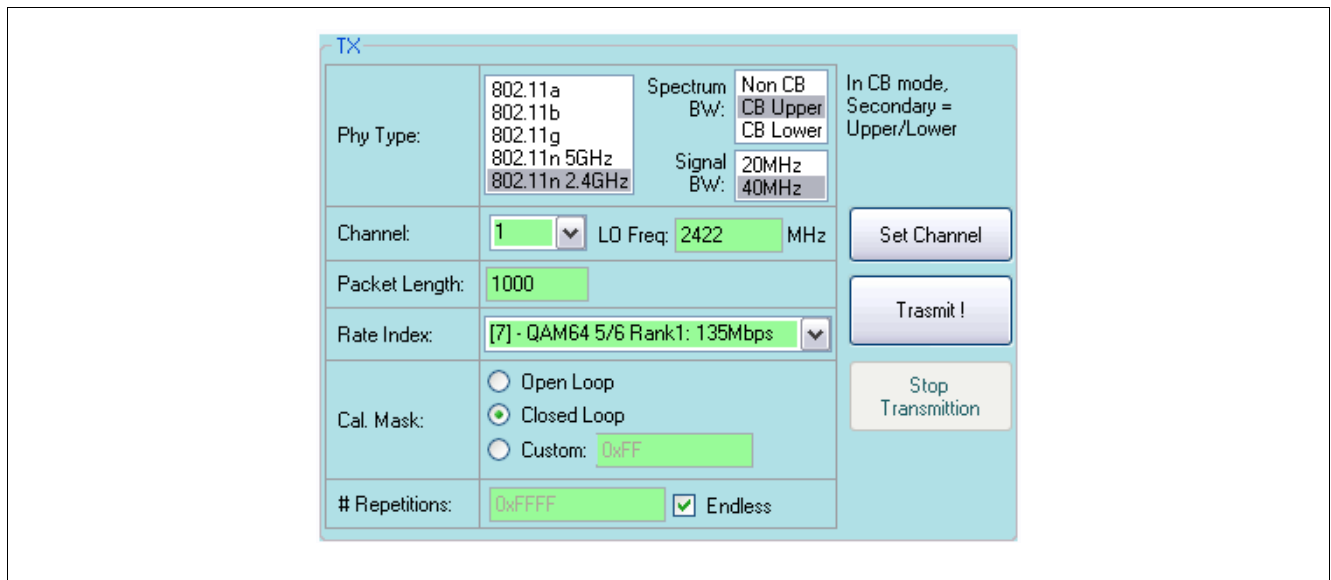 TX
Phy Type:
802.11a
802.11b
802.11g
802.11n 5GHz
802.11n 2.4GHz
Spectrum
BW:
Non CB
CB Upper
CB Lower
Signal
BW:
20MHz
40MHz
In CB mode,
Secondary =
Upper/Lower
Channel:
1
LO Freq: 2422 MHz
Set Channel
Packet Length:
1000
Trasmit !
Rate Index:
[7] - QAM64 5/6 Rank1: 135Mbps
Cal. Mask:
Open Loop
Closed Loop
Custom: 0xFF
Stop
Transmittion
# Repetitions:
0xFFFF
Endless